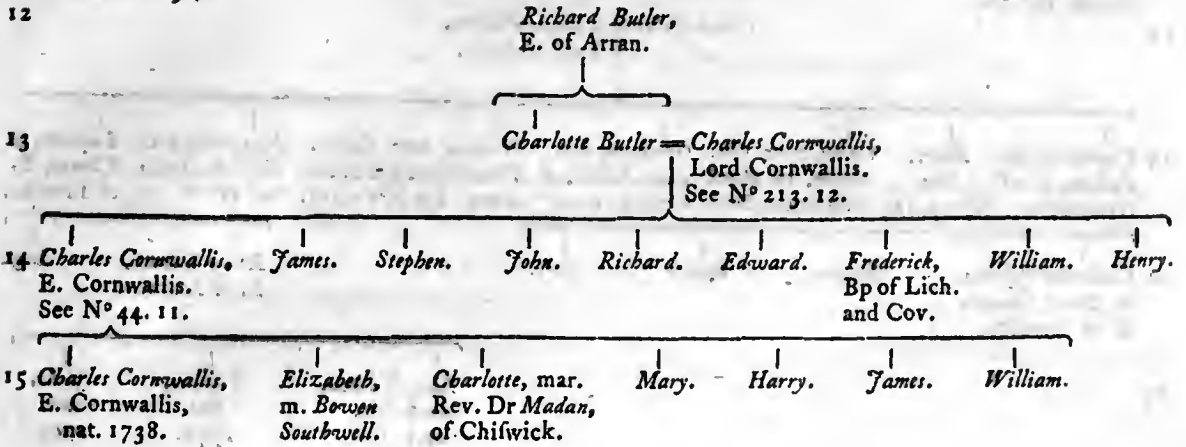 12
Richard Butler,
E. of Arran.
13
Charlotte Butler = Charles Cornwallis,
Lord Cornwallis.
See No 213. 12.
14 Charles Cornwallis, James. Stephen. John. Richard. Edward. Frederick, William. Henry.
E. Cornwallis. Bp of Lich.
See No 44. 11. and Cov.
15 Charles Cornwallis, Elizabeth, Charlotte, mar. Mary. Harry. James. William.
E. Cornwallis, m. Bowen Rev. Dr Madan,
nat. 1738. Southwell. of Chiſwick.